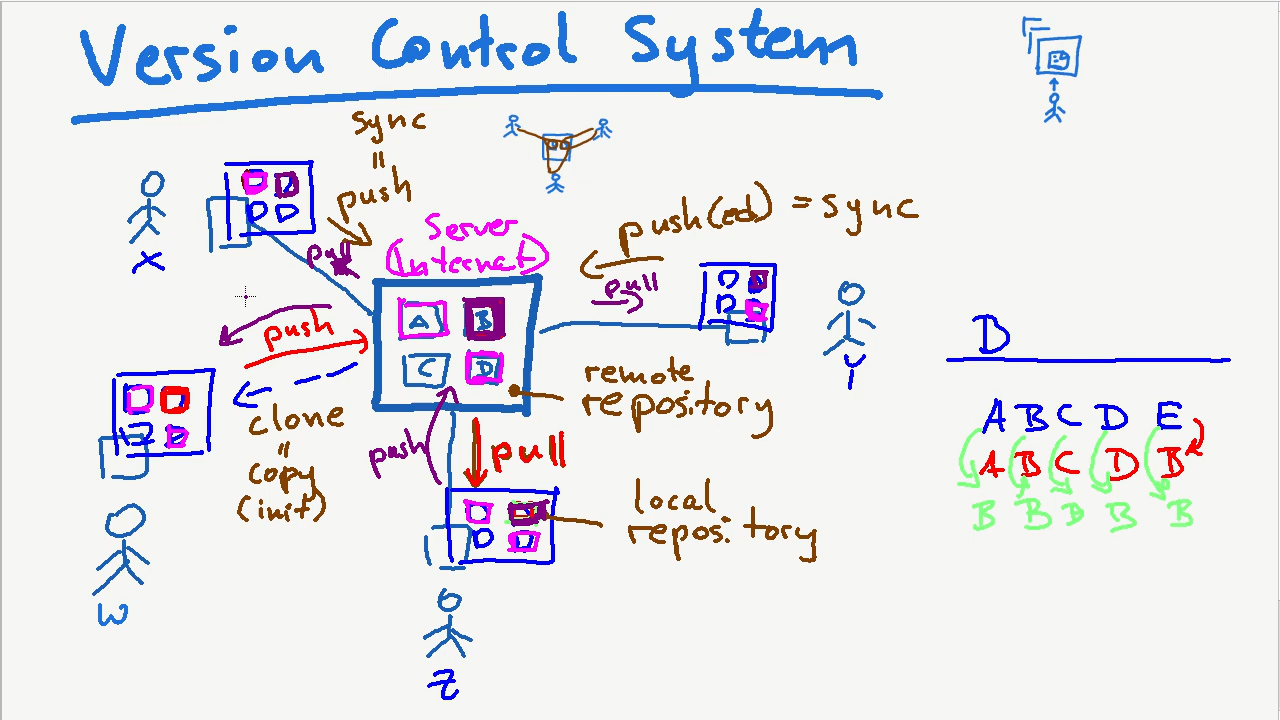 Version Control System
sync
=
push
X
pull
push(ed) = sync
pull
Y
Server
(Internet)
A B
C D
push
clone
=
copy
(init)
W
remote
repository
push
pull
local
repository
Z
D
A B C D E
A B C D B
B B D B B